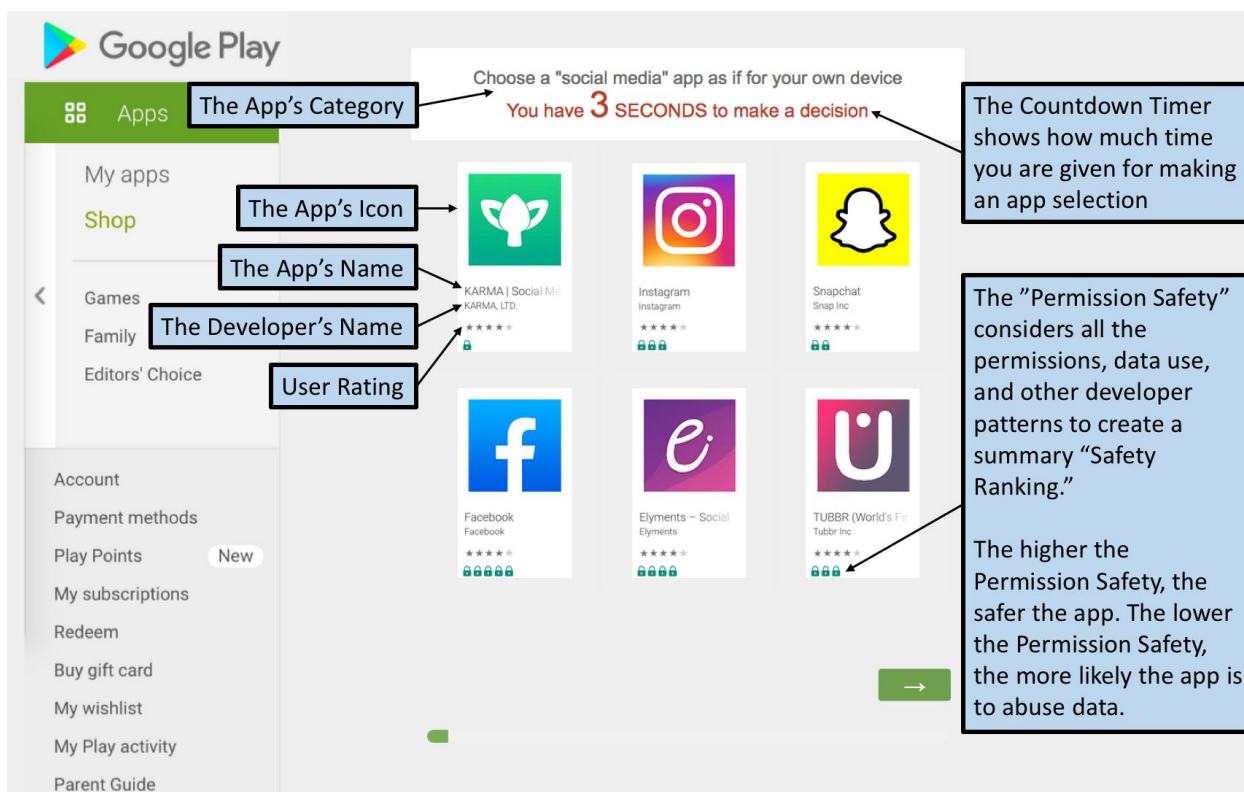 Google Play
Choose a "social media" app as if for your own device
You have 3 SECONDS to make a decision
Apps
The App's Category
The Countdown Timer
shows how much time
you are given for making
an app selection
My apps
Shop
The App's Icon
The App's Name
The Developer's Name
User Rating
Games
Family
Editors' Choice
KARMA | Social Me
KARMA, LTD.
Instagram
Instagram
Snapchat
Snap Inc
Facebook
Facebook
Elyments – Social
Elyments
TUBBR (World's Fir
Tubbr Inc
The "Permission Safety"
considers all the
permissions, data use,
and other developer
patterns to create a
summary "Safety
Ranking."
The higher the
Permission Safety, the
safer the app. The lower
the Permission Safety,
the more likely the app is
to abuse data.
Account
Payment methods
Play Points New
My subscriptions
Redeem
Buy gift card
My wishlist
My Play activity
Parent Guide